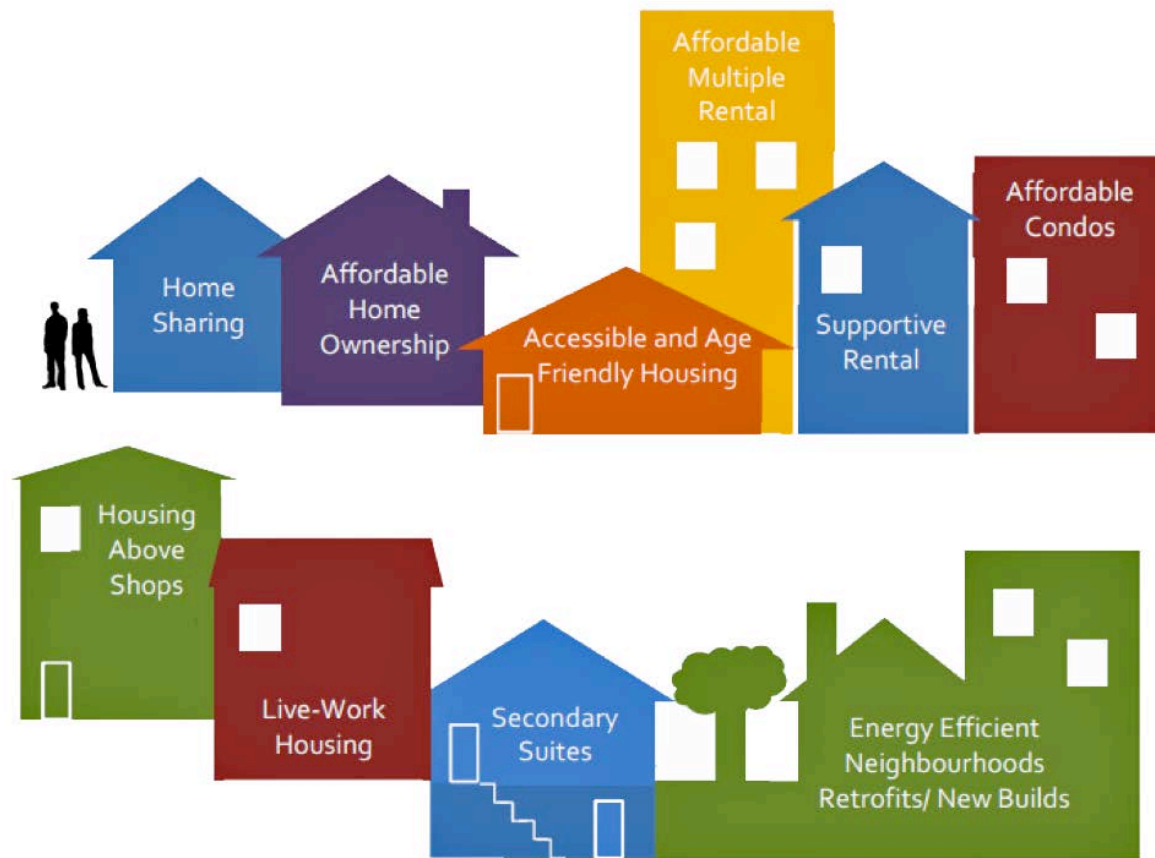 Home
Sharing
Affordable
Home
Ownership
Accessible and Age
Friendly Housing
Affordable
Multiple
Rental
Supportive
Rental
Affordable
Condos
Housing
Above
Shops
Live-Work
Housing
Secondary
Suites
Energy Efficient
Neighbourhoods
Retrofits/ New Builds